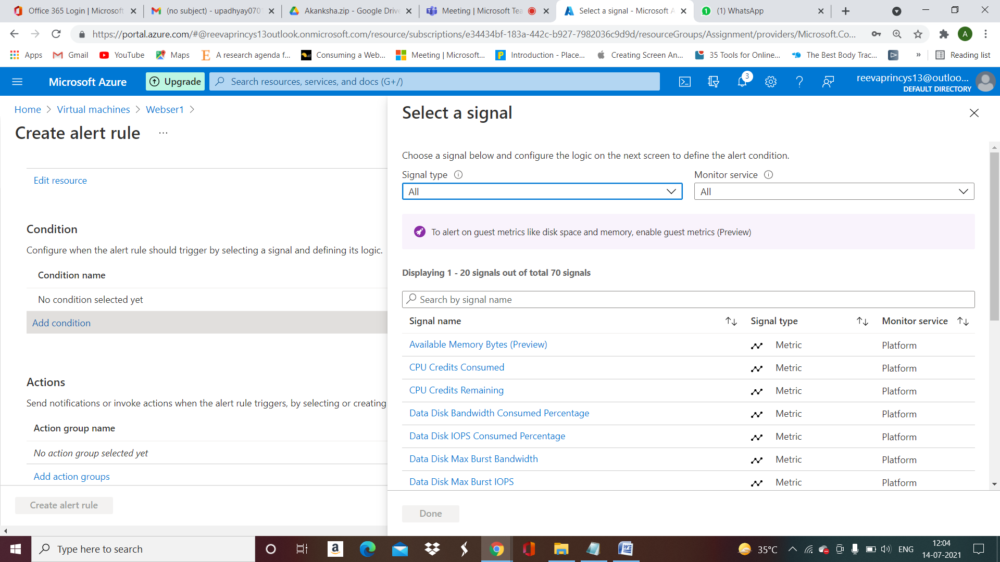 Office 365 Login | Microsoft
(no subject) - upadhyay070
Akanksha.zip - Google Drive
Meeting | Microsoft Tea
Select a signal - Microsoft A
(1) WhatsApp
https://portal.azure.com/#@reevaprincys13outlook.onmicrosoft.com/resource/subscriptions/e34434bf-183a-442c-b927-7982036c9d9d/resourceGroups/Assignment/providers/Microsoft.Co...
A
Apps
Gmail
YouTube
Maps
A research agenda f...
Consuming a Web...
Meeting | Microsoft...
Introduction - Place...
Creating Screen An...
35 Tools for Online...
The Best Body Trac...
»
Reading list
Microsoft Azure
Upgrade
Search resources, services, and docs (G+/)
3
reevaprincys13@outloo...
DEFAULT DIRECTORY
Home > Virtual machines > Webser1 >
Create alert rule ...
Edit resource
Condition
Configure when the alert rule should trigger by selecting a signal and defining its logic.
Condition name
No condition selected yet
Add condition
Actions
Send notifications or invoke actions when the alert rule triggers, by selecting or creating
Action group name
No action group selected yet
Add action groups
Create alert rule
Select a signal
Choose a signal below and configure the logic on the next screen to define the alert condition.
Signal type
Monitor service
All
All
To alert on guest metrics like disk space and memory, enable guest metrics (Preview)
Displaying 1 - 20 signals out of total 70 signals
Search by signal name
Signal name Signal type Monitor service
Available Memory Bytes (Preview) Metric Platform
CPU Credits Consumed Metric Platform
CPU Credits Remaining Metric Platform
Data Disk Bandwidth Consumed Percentage Metric Platform
Data Disk IOPS Consumed Percentage Metric Platform
Data Disk Max Burst Bandwidth Metric Platform
Data Disk Max Burst IOPS Metric Platform
Done
Type here to search
35°C
ENG
12:04
14-07-2021